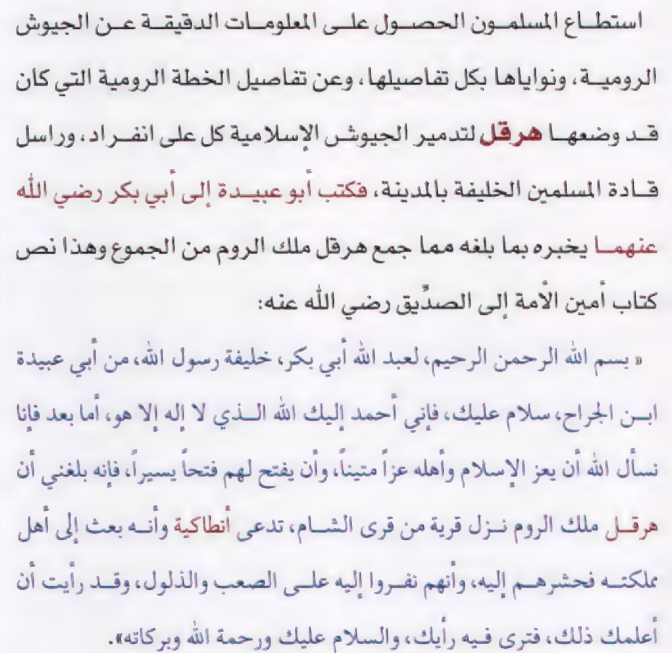 استطاع المسلمون الحصول على المعلومات الدقيقة عن الجيوش
الرومية، ونواياها بكل تفاصيلها، وعن تفاصيل الخطة الرومية التي كان
قد وضعها هرقل لتدمير الجيوش الإسلامية كل على انفراد، وراسل
قادة المسلمين الخليفة بالمدينة، فكتب أبو عبيدة إلى أبي بكر رضي الله
عنهما يخبره بما بلغه مما جمع هرقل ملك الروم من الجموع وهذا نص
كتاب أمين الأمة إلى الصدِّيق رضي الله عنه:
« بسم الله الرحمن الرحيم، لعبد الله أبي بكر، خليفة رسول الله، من أبي عبيدة
ابن الجراح، سلام عليك، فإني أحمد إليك الله الذي لا إله إلا هو، أما بعد فإنا
نسأل الله أن يعز الإسلام وأهله عزاً متيناً، وأن يفتح لهم فتحاً يسيراً، فإنه بلغني أن
هرقل ملك الروم نزل قرية من قرى الشام، تدعى أنطاكية وأنه بعث إلى أهل
مملكته فحشرهم إليه، وأنهم نفروا إليه على الصعب والذلول، وقد رأيت أن
أعلمك ذلك، فترى فيه رأيك، والسلام عليك ورحمة الله وبركاته».